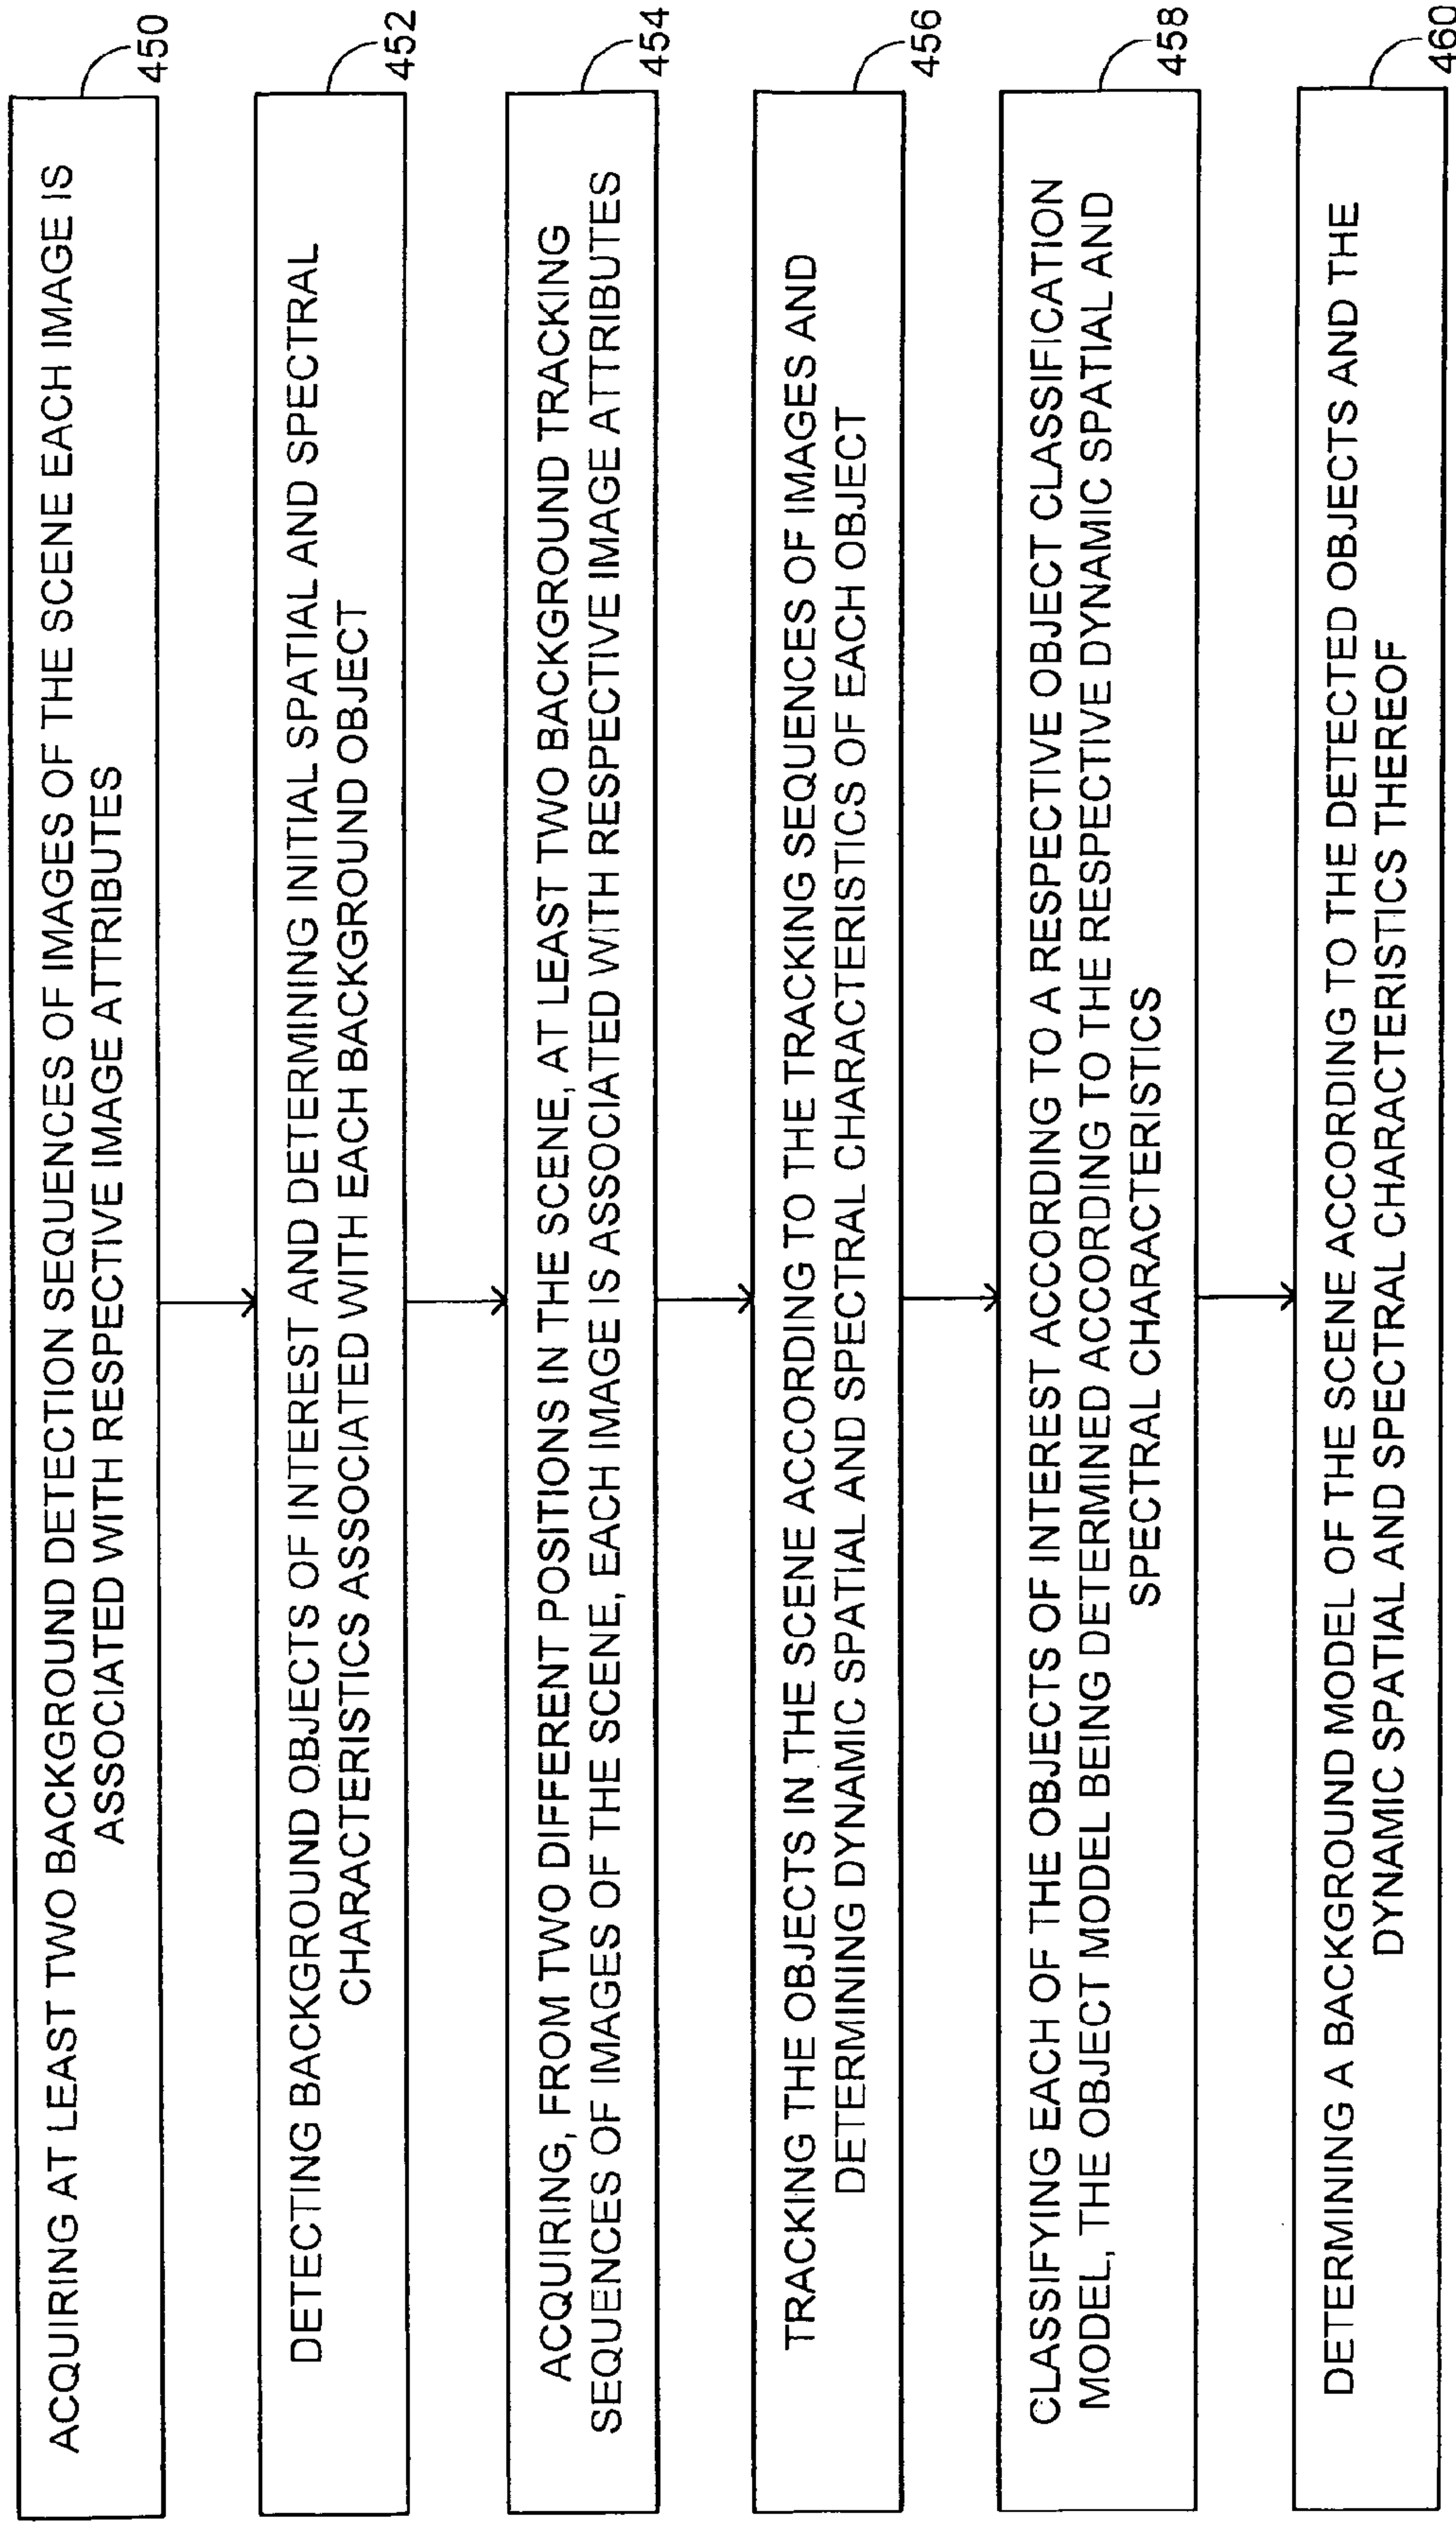 ACQUIRING AT LEAST TWO BACKGROUND DETECTION SEQUENCES OF IMAGES OF THE SCENE EACH IMAGE IS
ASSOCIATED WITH RESPECTIVE IMAGE ATTRIBUTES
450
DETECTING BACKGROUND OBJECTS OF INTEREST AND DETERMINING INITIAL SPATIAL AND SPECTRAL
CHARACTERISTICS ASSOCIATED WITH EACH BACKGROUND OBJECT
452
ACQUIRING, FROM TWO DIFFERENT POSITIONS IN THE SCENE, AT LEAST TWO BACKGROUND TRACKING
SEQUENCES OF IMAGES OF THE SCENE, EACH IMAGE IS ASSOCIATED WITH RESPECTIVE IMAGE ATTRIBUTES
454
TRACKING THE OBJECTS IN THE SCENE ACCORDING TO THE TRACKING SEQUENCES OF IMAGES AND
DETERMINING DYNAMIC SPATIAL AND SPECTRAL CHARACTERISTICS OF EACH OBJECT
456
CLASSIFYING EACH OF THE OBJECTS OF INTEREST ACCORDING TO A RESPECTIVE OBJECT CLASSIFICATION
MODEL, THE OBJECT MODEL BEING DETERMINED ACCORDING TO THE RESPECTIVE DYNAMIC SPATIAL AND
SPECTRAL CHARACTERISTICS
458
DETERMINING A BACKGROUND MODEL OF THE SCENE ACCORDING TO THE DETECTED OBJECTS AND THE
DYNAMIC SPATIAL AND SPECTRAL CHARACTERISTICS THEREOF
460